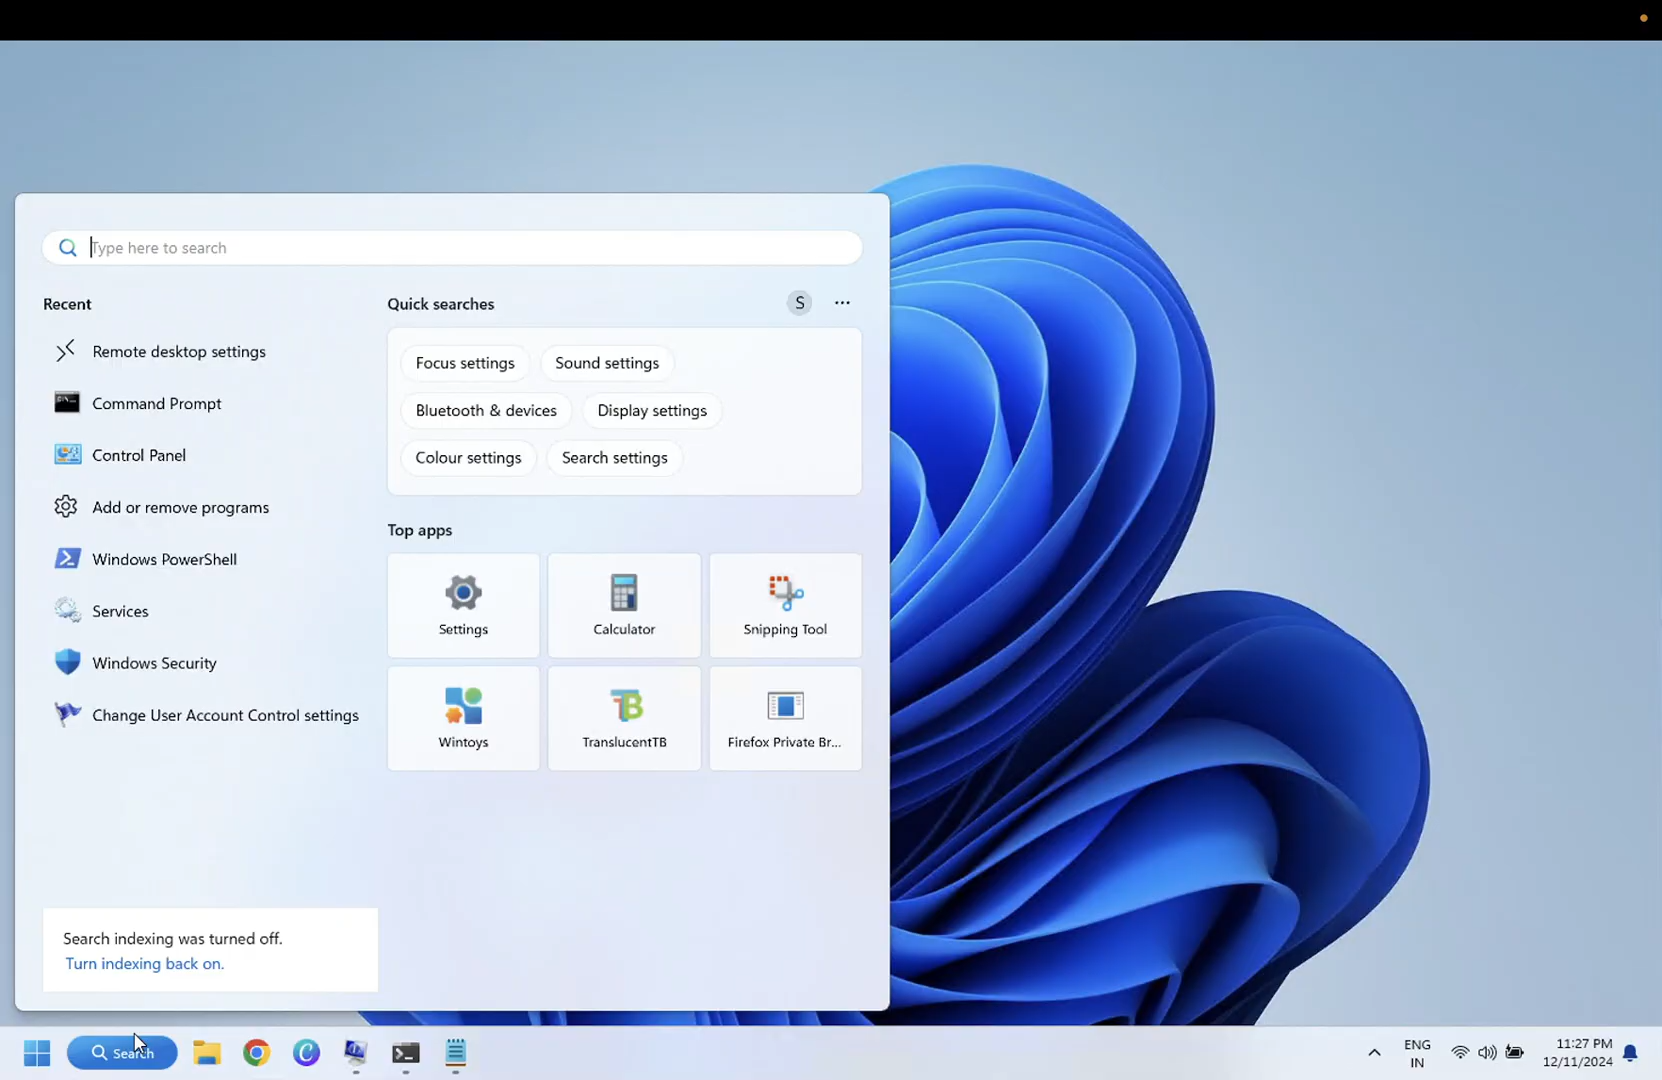 Type here to search
Recent
Remote desktop settings
Command Prompt
Control Panel
Add or remove programs
Windows PowerShell
Services
Windows Security
Change User Account Control settings
Quick searches
S
Focus settings
Sound settings
Bluetooth & devices
Display settings
Colour settings
Search settings
Top apps
Settings
Calculator
Snipping Tool
Wintoys
TranslucentTB
Firefox Private Br...
Search indexing was turned off.
Turn indexing back on.
Search
ENG
IN
11:27 PM
12/11/2024